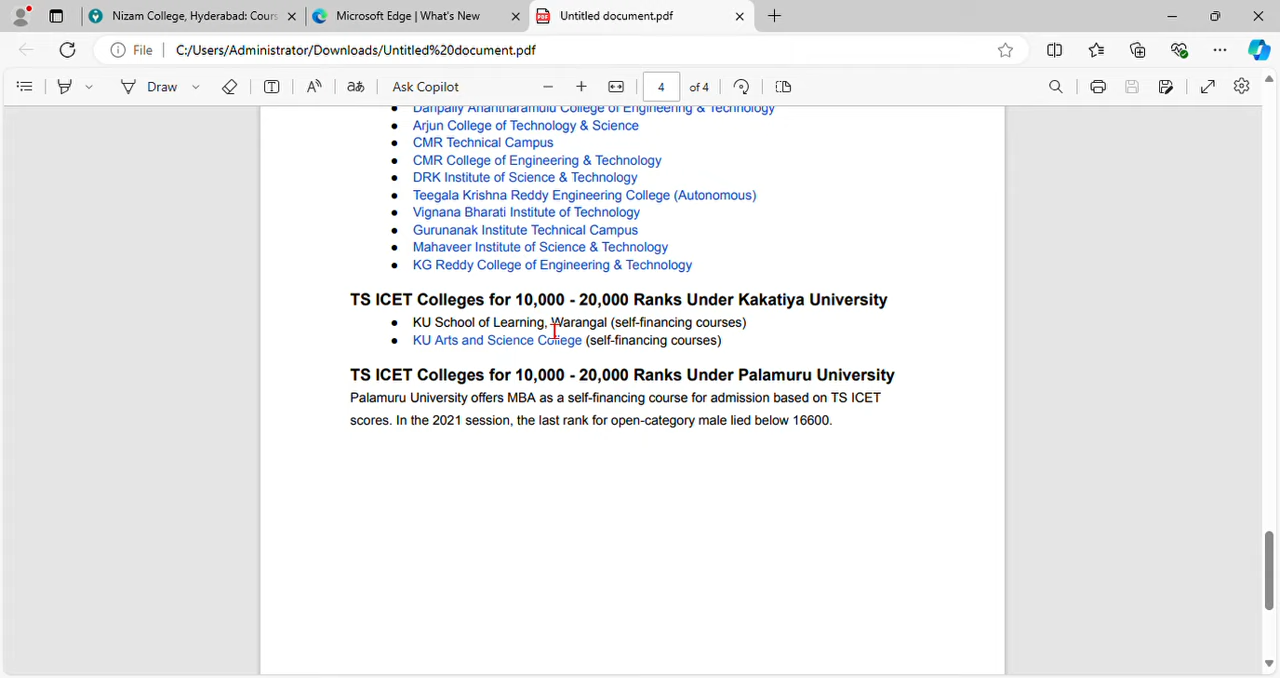 Nizam College, Hyderabad: Cours
Microsoft Edge | What's New
Untitled document.pdf
File
C:/Users/Administrator/Downloads/Untitled%20document.pdf
Draw
Ask Copilot
4 of 4
Daripally Anantharamulu College of Engineering & Technology
Arjun College of Technology & Science
CMR Technical Campus
CMR College of Engineering & Technology
DRK Institute of Science & Technology
Teegala Krishna Reddy Engineering College (Autonomous)
Vignana Bharati Institute of Technology
Gurunanak Institute Technical Campus
Mahaveer Institute of Science & Technology
KG Reddy College of Engineering & Technology
TS ICET Colleges for 10,000 - 20,000 Ranks Under Kakatiya University
KU School of Learning, Warangal (self-financing courses)
KU Arts and Science College (self-financing courses)
TS ICET Colleges for 10,000 - 20,000 Ranks Under Palamuru University
Palamuru University offers MBA as a self-financing course for admission based on TS ICET
scores. In the 2021 session, the last rank for open-category male lied below 16600.